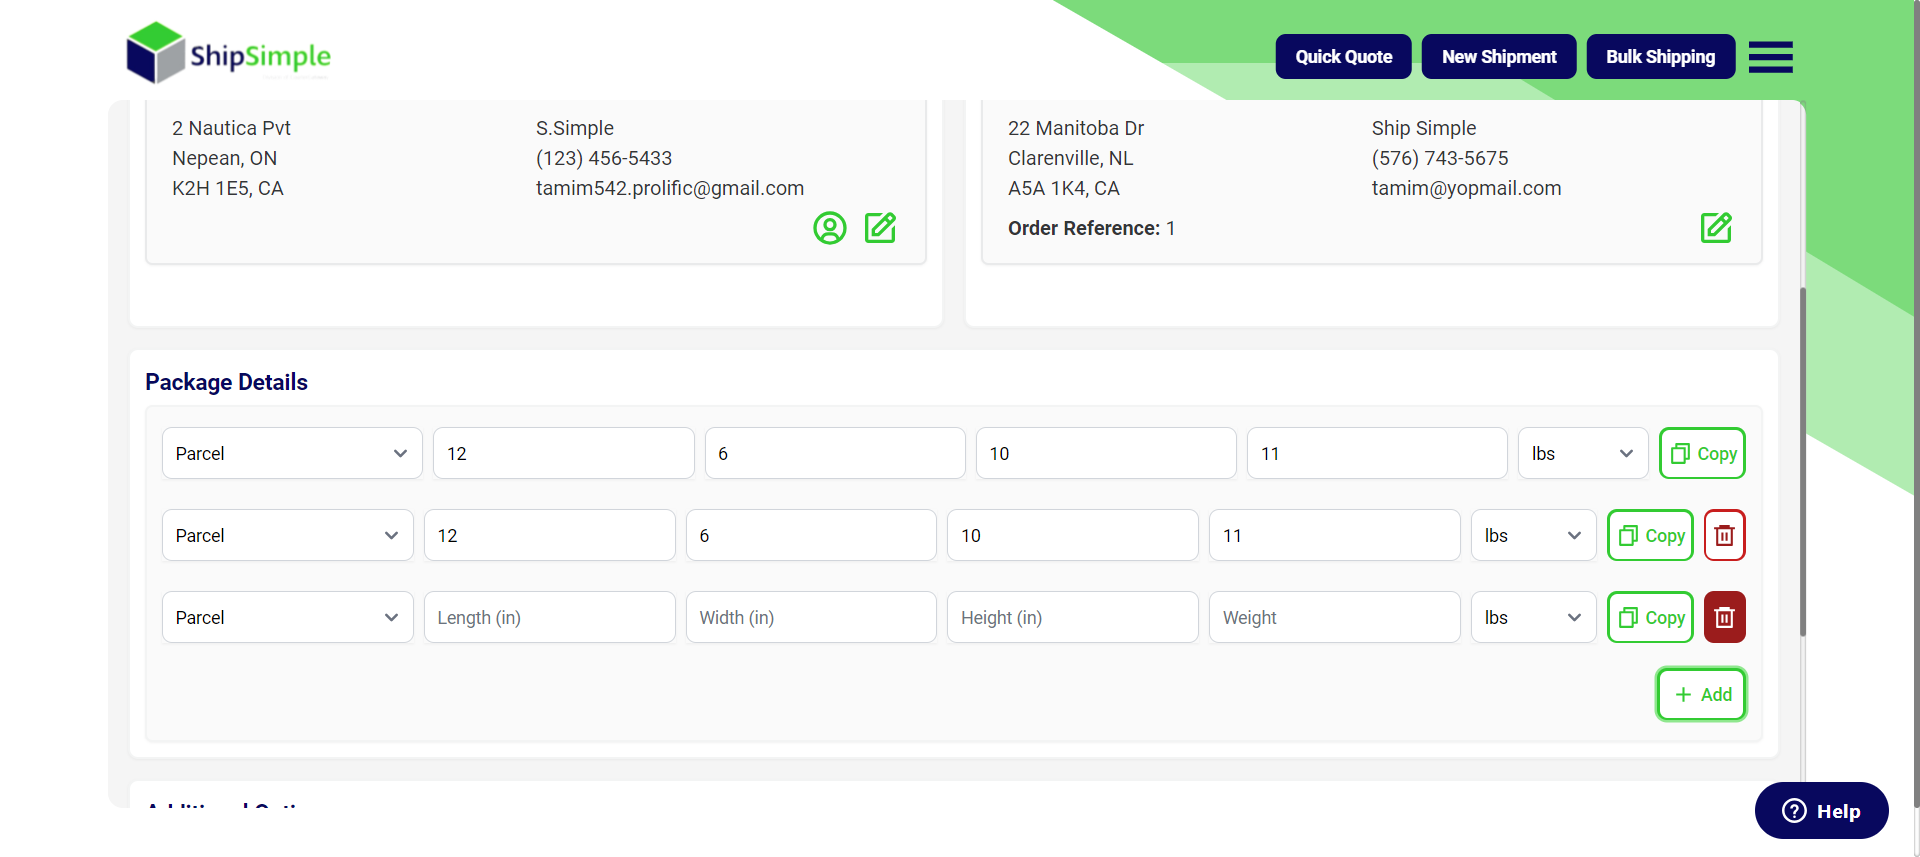 ShipSimple
Quick Quote
New Shipment
Bulk Shipping
2 Nautica Pvt
Nepean, ON
K2H 1E5, CA
S.Simple
(123) 456-5433
tamim542.prolific@gmail.com
22 Manitoba Dr
Clarenville, NL
A5A 1K4, CA
Order Reference: 1
Ship Simple
(576) 743-5675
tamim@yopmail.com
Package Details
Parcel 12 6 10 11 lbs Copy
Parcel 12 6 10 11 lbs Copy
Parcel Length (in) Width (in) Height (in) Weight lbs Copy
+ Add
Help